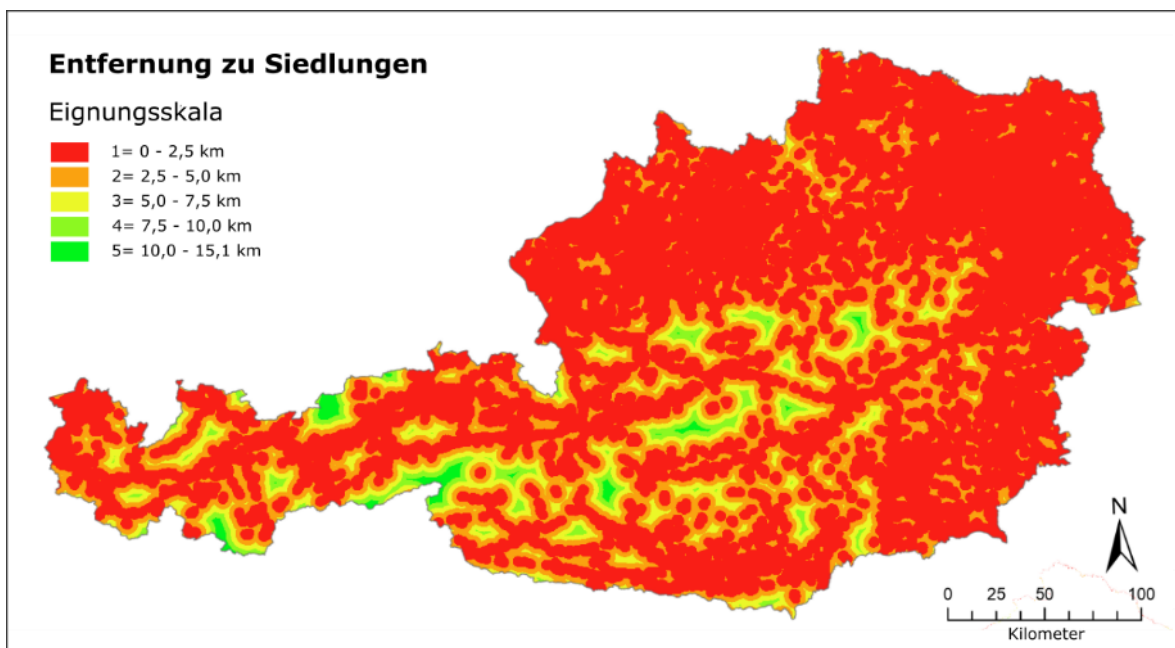 Entfernung zu Siedlungen
Eignungsskala
1= 0 - 2,5 km
2= 2,5 - 5,0 km
3= 5,0 - 7,5 km
4= 7,5 - 10,0 km
5= 10,0 - 15,1 km
N
0 25 50 100
Kilometer